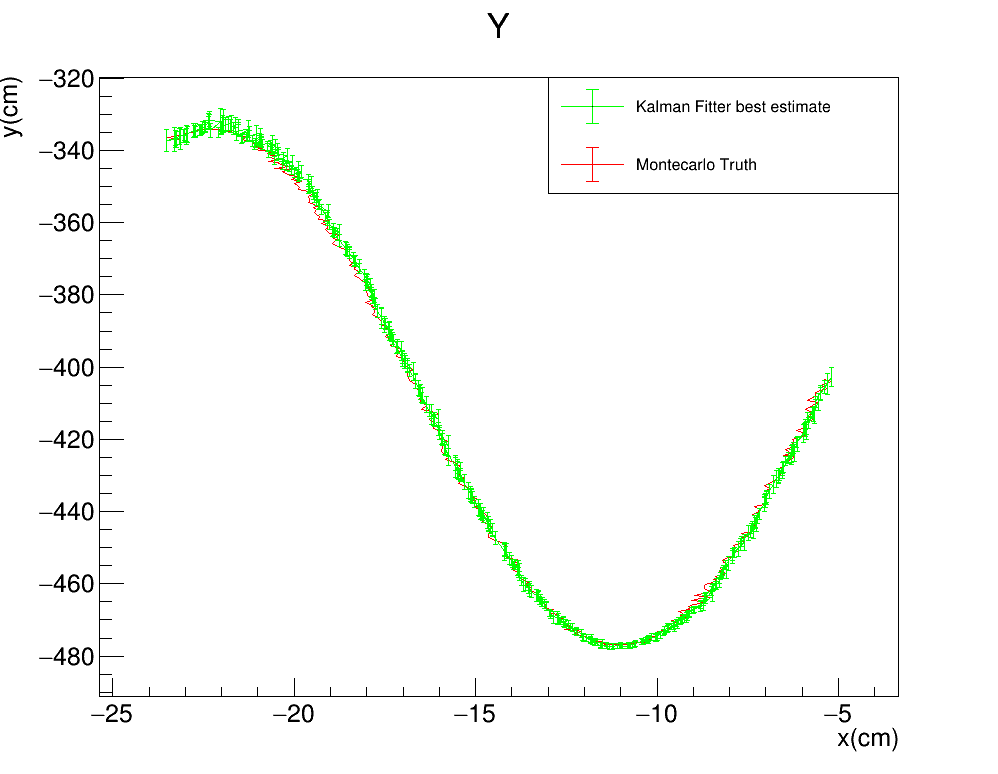 Y
y(cm)
−320
−340
−360
−380
−400
−420
−440
−460
−480
Kalman Fitter best estimate
Montecarlo Truth
−25 −20 −15 −10 −5
x(cm)